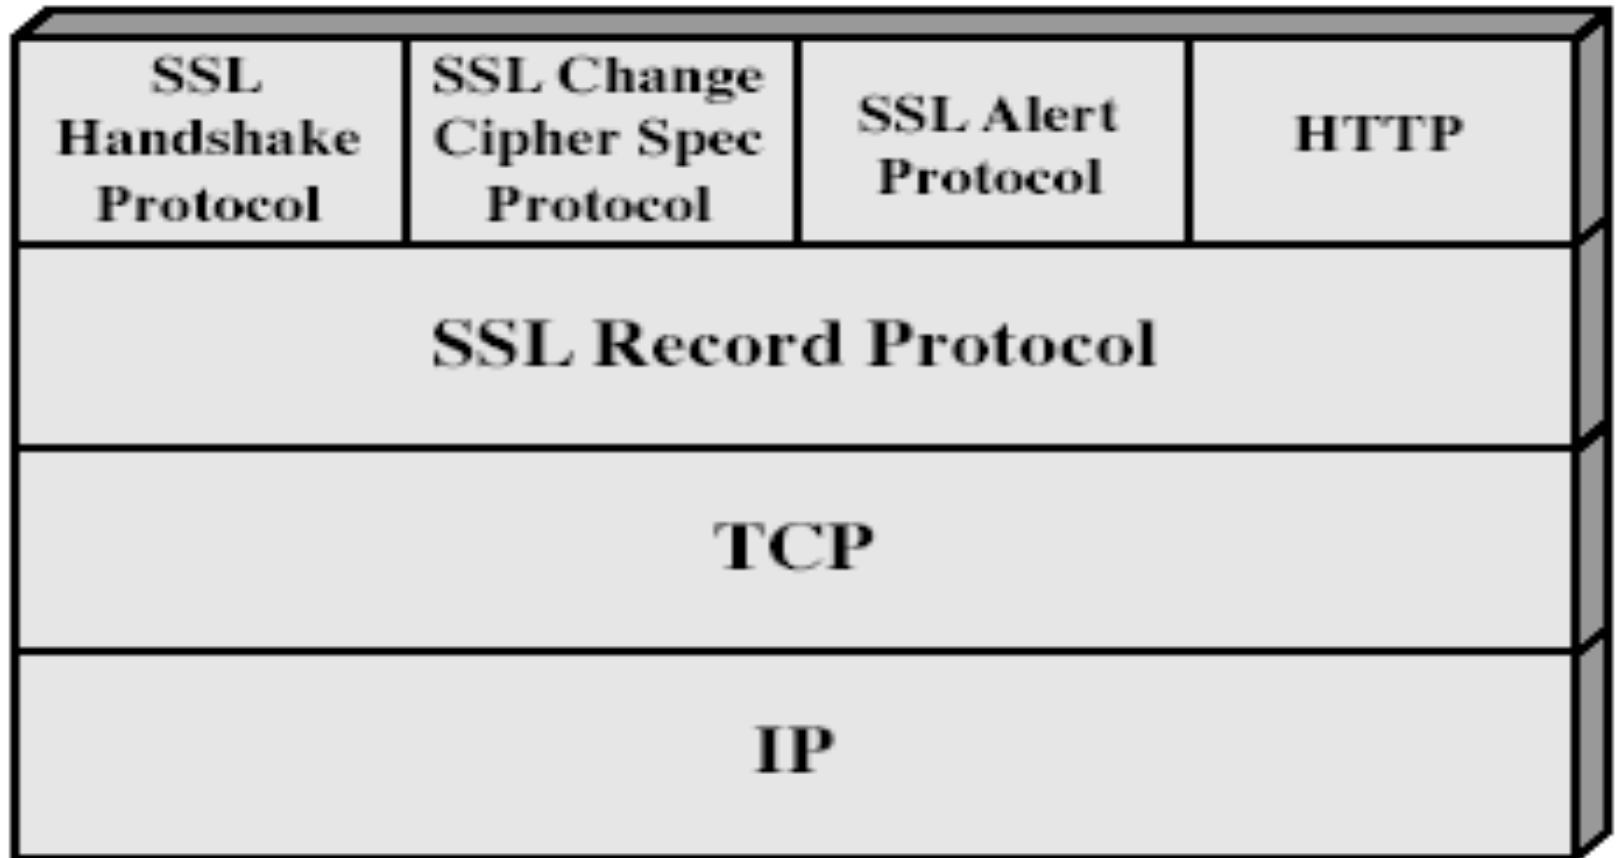 SSL
Handshake
Protocol
SSL Change
Cipher Spec
Protocol
SSL Alert
Protocol
HTTP
SSL Record Protocol
TCP
IP